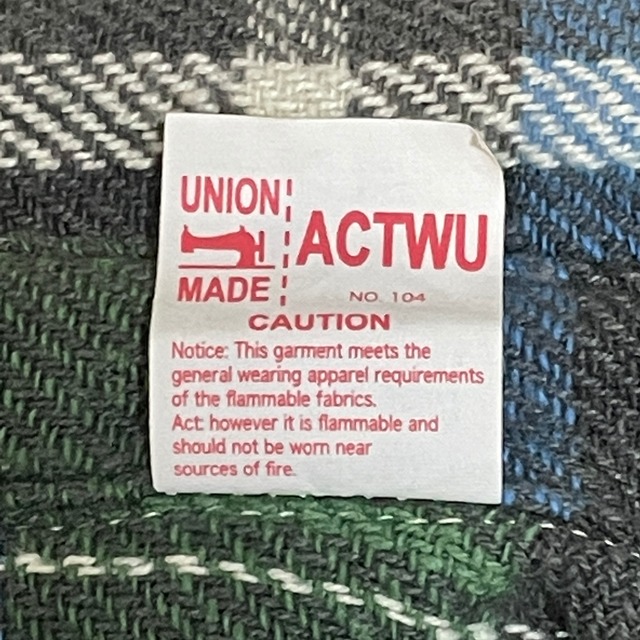 UNION
MADE
ACTWU
NO. 104
CAUTION
Notice: This garment meets the
general wearing apparel requirements
of the flammable fabrics.
Act: however it is flammable and
should not be worn near
sources of fire.